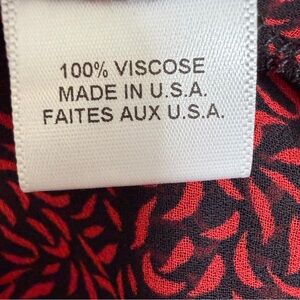 100% VISCOSE
MADE IN U.S.A.
FAITES AUX U.S.A.